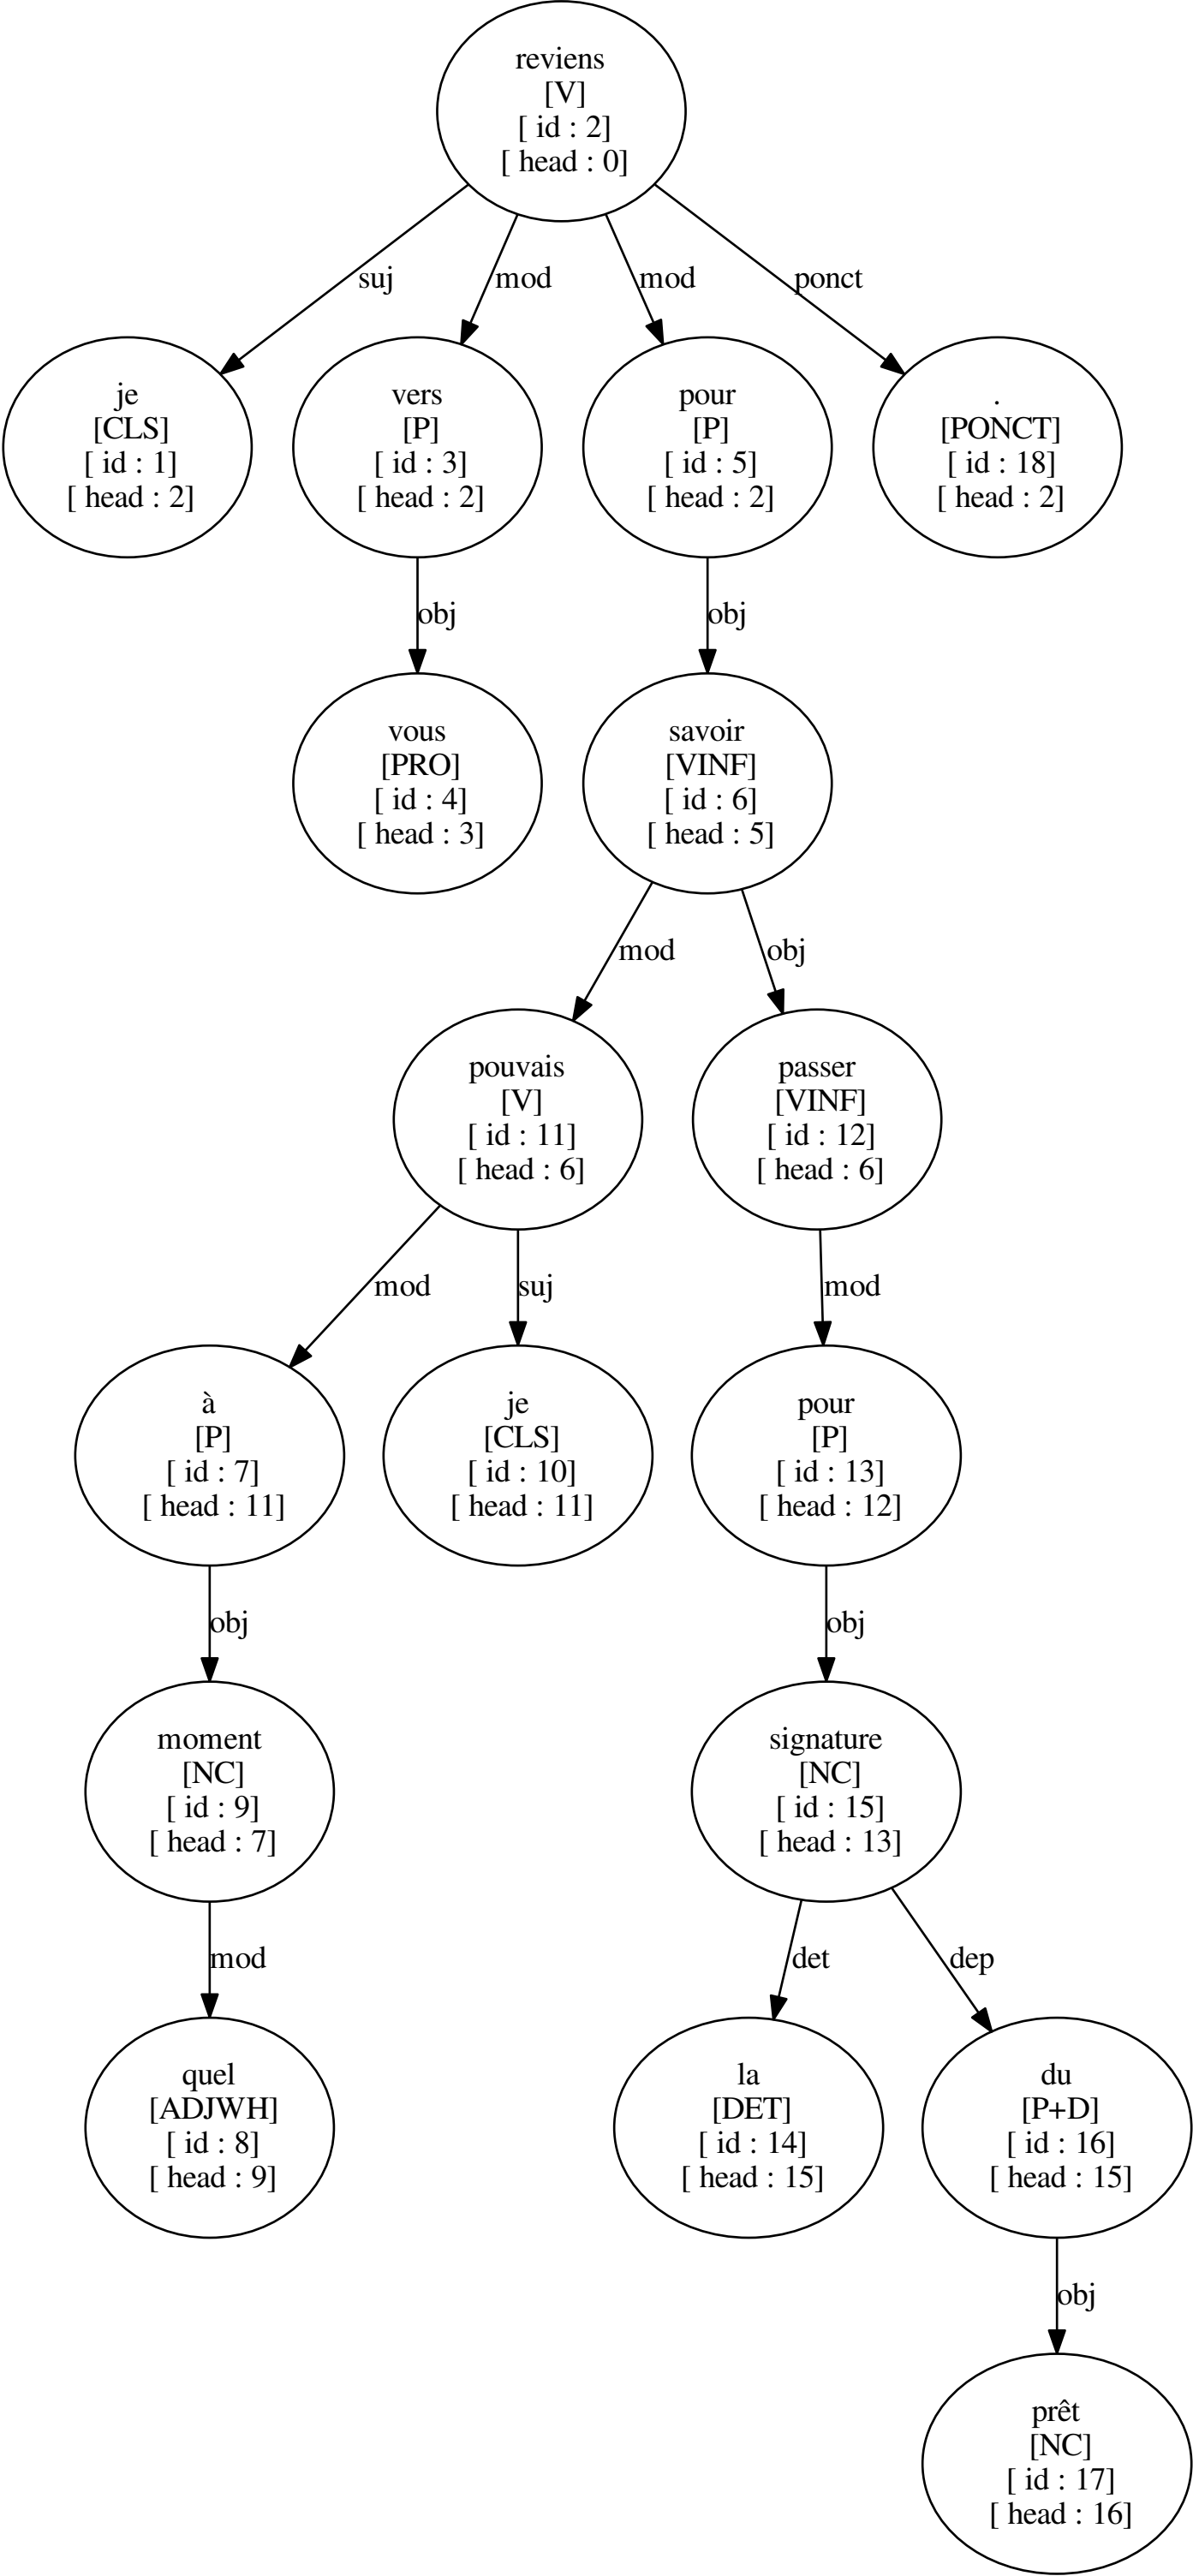 reviens
[V]
[ id : 2]
[ head : 0]
suj
mod
mod
ponct
je
[CLS]
[ id : 1]
[ head : 2]
vers
[P]
[ id : 3]
[ head : 2]
pour
[P]
[ id : 5]
[ head : 2]
.
[PONCT]
[ id : 18]
[ head : 2]
obj
obj
vous
[PRO]
[ id : 4]
[ head : 3]
savoir
[VINF]
[ id : 6]
[ head : 5]
mod
obj
pouvais
[V]
[ id : 11]
[ head : 6]
passer
[VINF]
[ id : 12]
[ head : 6]
mod
suj
mod
à
[P]
[ id : 7]
[ head : 11]
je
[CLS]
[ id : 10]
[ head : 11]
pour
[P]
[ id : 13]
[ head : 12]
obj
obj
moment
[NC]
[ id : 9]
[ head : 7]
signature
[NC]
[ id : 15]
[ head : 13]
mod
det
dep
quel
[ADJWH]
[ id : 8]
[ head : 9]
la
[DET]
[ id : 14]
[ head : 15]
du
[P+D]
[ id : 16]
[ head : 15]
obj
prêt
[NC]
[ id : 17]
[ head : 16]